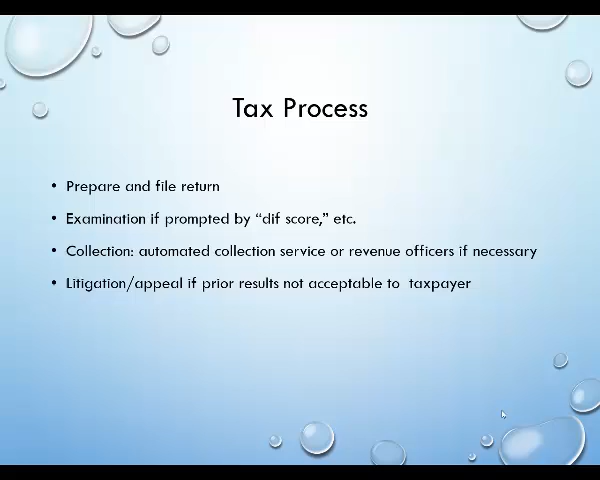 Tax Process
• Prepare and file return
• Examination if prompted by “dif score,” etc.
• Collection: automated collection service or revenue officers if necessary
• Litigation/appeal if prior results not acceptable to  taxpayer